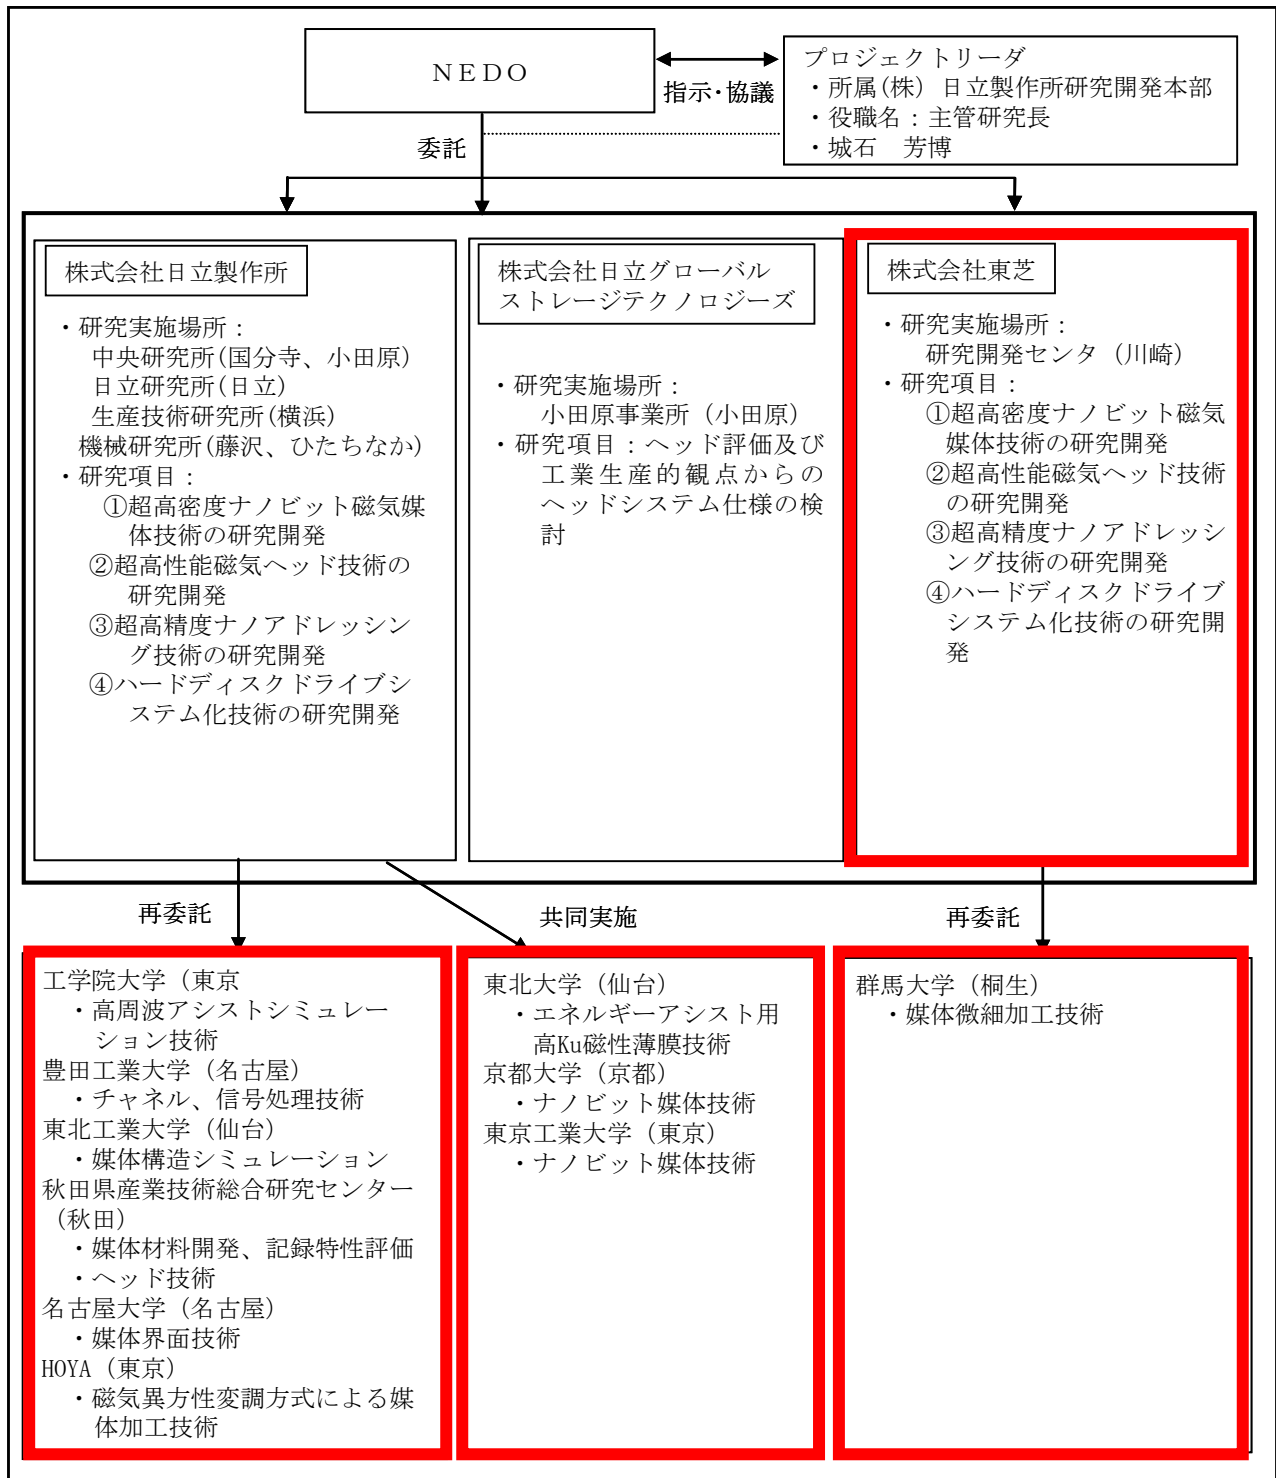 ＮＥＤＯ
指示・協議
プロジェクトリーダ
・所属(株) 日立製作所研究開発本部
・役職名：主管研究長
・城石　芳博
委託
株式会社日立製作所
・研究実施場所：
中央研究所(国分寺、小田原)
日立研究所(日立)
生産技術研究所(横浜)
機械研究所(藤沢、ひたちなか)
・研究項目：
①超高密度ナノビット磁気媒
体技術の研究開発
②超高性能磁気ヘッド技術の
研究開発
③超高精度ナノアドレッシン
グ技術の研究開発
④ハードディスクドライブシ
ステム化技術の研究開発
株式会社日立グローバル
ストレージテクノロジーズ
・研究実施場所：
小田原事業所（小田原）
・研究項目：ヘッド評価及び
工業生産的観点からの
ヘッドシステム仕様の検
討
株式会社東芝
・研究実施場所：
研究開発センタ（川崎）
・研究項目：
①超高密度ナノビット磁気
媒体技術の研究開発
②超高性能磁気ヘッド技術
の研究開発
③超高精度ナノアドレッシ
ング技術の研究開発
④ハードディスクドライブ
システム化技術の研究開
発
再委託
共同実施
再委託
工学院大学（東京
・高周波アシストシミュレー
ション技術
豊田工業大学（名古屋）
・チャネル、信号処理技術
東北工業大学（仙台）
・媒体構造シミュレーション
秋田県産業技術総合研究センター
（秋田）
・媒体材料開発、記録特性評価
・ヘッド技術
名古屋大学（名古屋）
・媒体界面技術
HOYA（東京）
・磁気異方性変調方式による媒
体加工技術
東北大学（仙台）
・エネルギーアシスト用
高Ku磁性薄膜技術
京都大学（京都）
・ナノビット媒体技術
東京工業大学（東京）
・ナノビット媒体技術
群馬大学（桐生）
・媒体微細加工技術